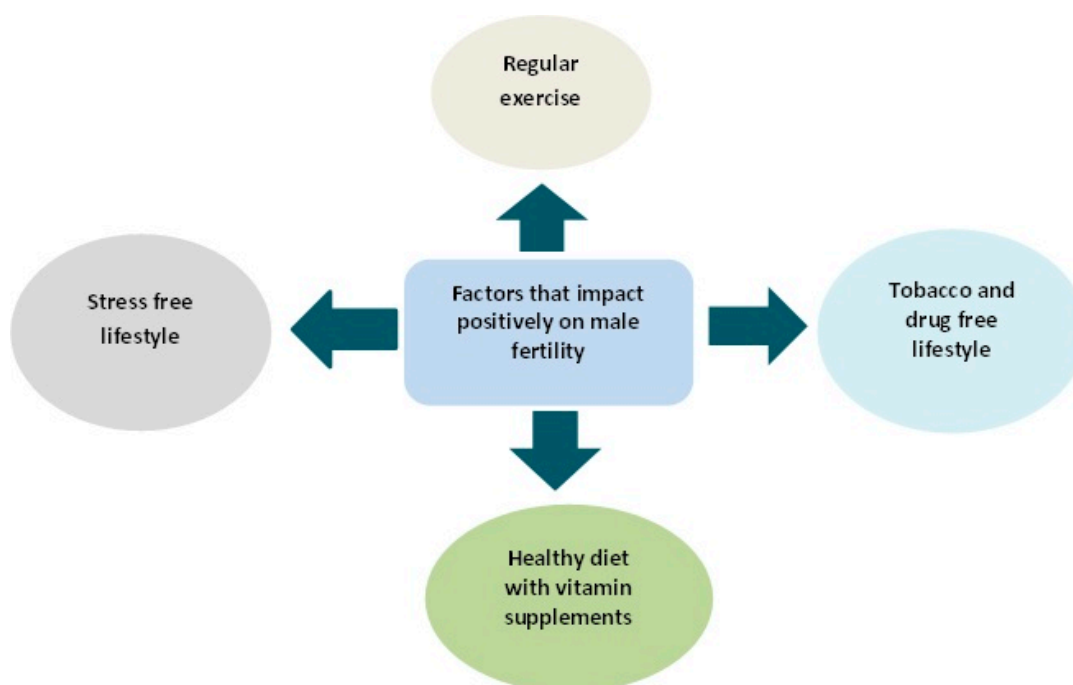 Regular
exercise
Stress free
lifestyle
Factors that impact
positively on male
fertility
Tobacco and
drug free
lifestyle
Healthy diet
with vitamin
supplements